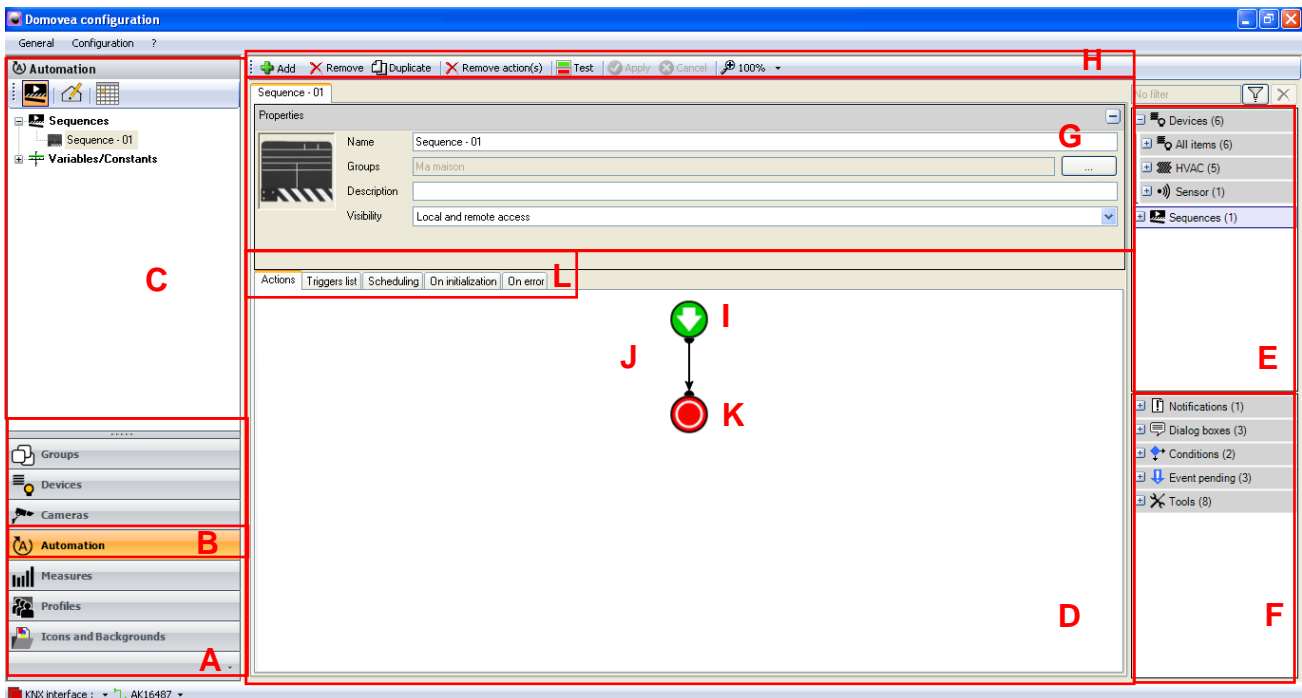 Domovea configuration
General Configuration ?
Automation
Sequences
Sequence - 01
Variables/Constants
C
Groups
Devices
Cameras
Automation
B
Measures
Profiles
Icons and Backgrounds
A
KNX interface : AK16487
Add Remove Duplicate Remove action(s) Test Apply Cancel 100%
H
Sequence - 01
Properties
Name Sequence - 01
G
Groups Ma maison ...
Description
Visibility Local and remote access
Actions Triggers list Scheduling On initialization On error
L
I
J
K
D
No filter
Devices (6)
All items (6)
HVAC (5)
Sensor (1)
Sequences (1)
E
Notifications (1)
Dialog boxes (3)
Conditions (2)
Event pending (3)
Tools (8)
F